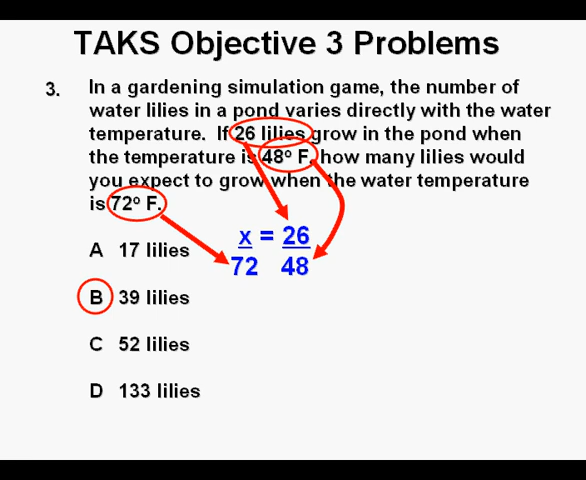 TAKS Objective 3 Problems
3. In a gardening simulation game, the number of
water lilies in a pond varies directly with the water
temperature. If 26 lilies grow in the pond when
the temperature is 48º F, how many lilies would
you expect to grow when the water temperature
is 72º F.
x = 26
72 48
A 17 lilies
B 39 lilies
C 52 lilies
D 133 lilies